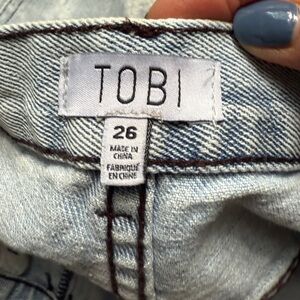 TOBI
26
MADE IN
CHINA
FABRIQUÉ
EN CHINE